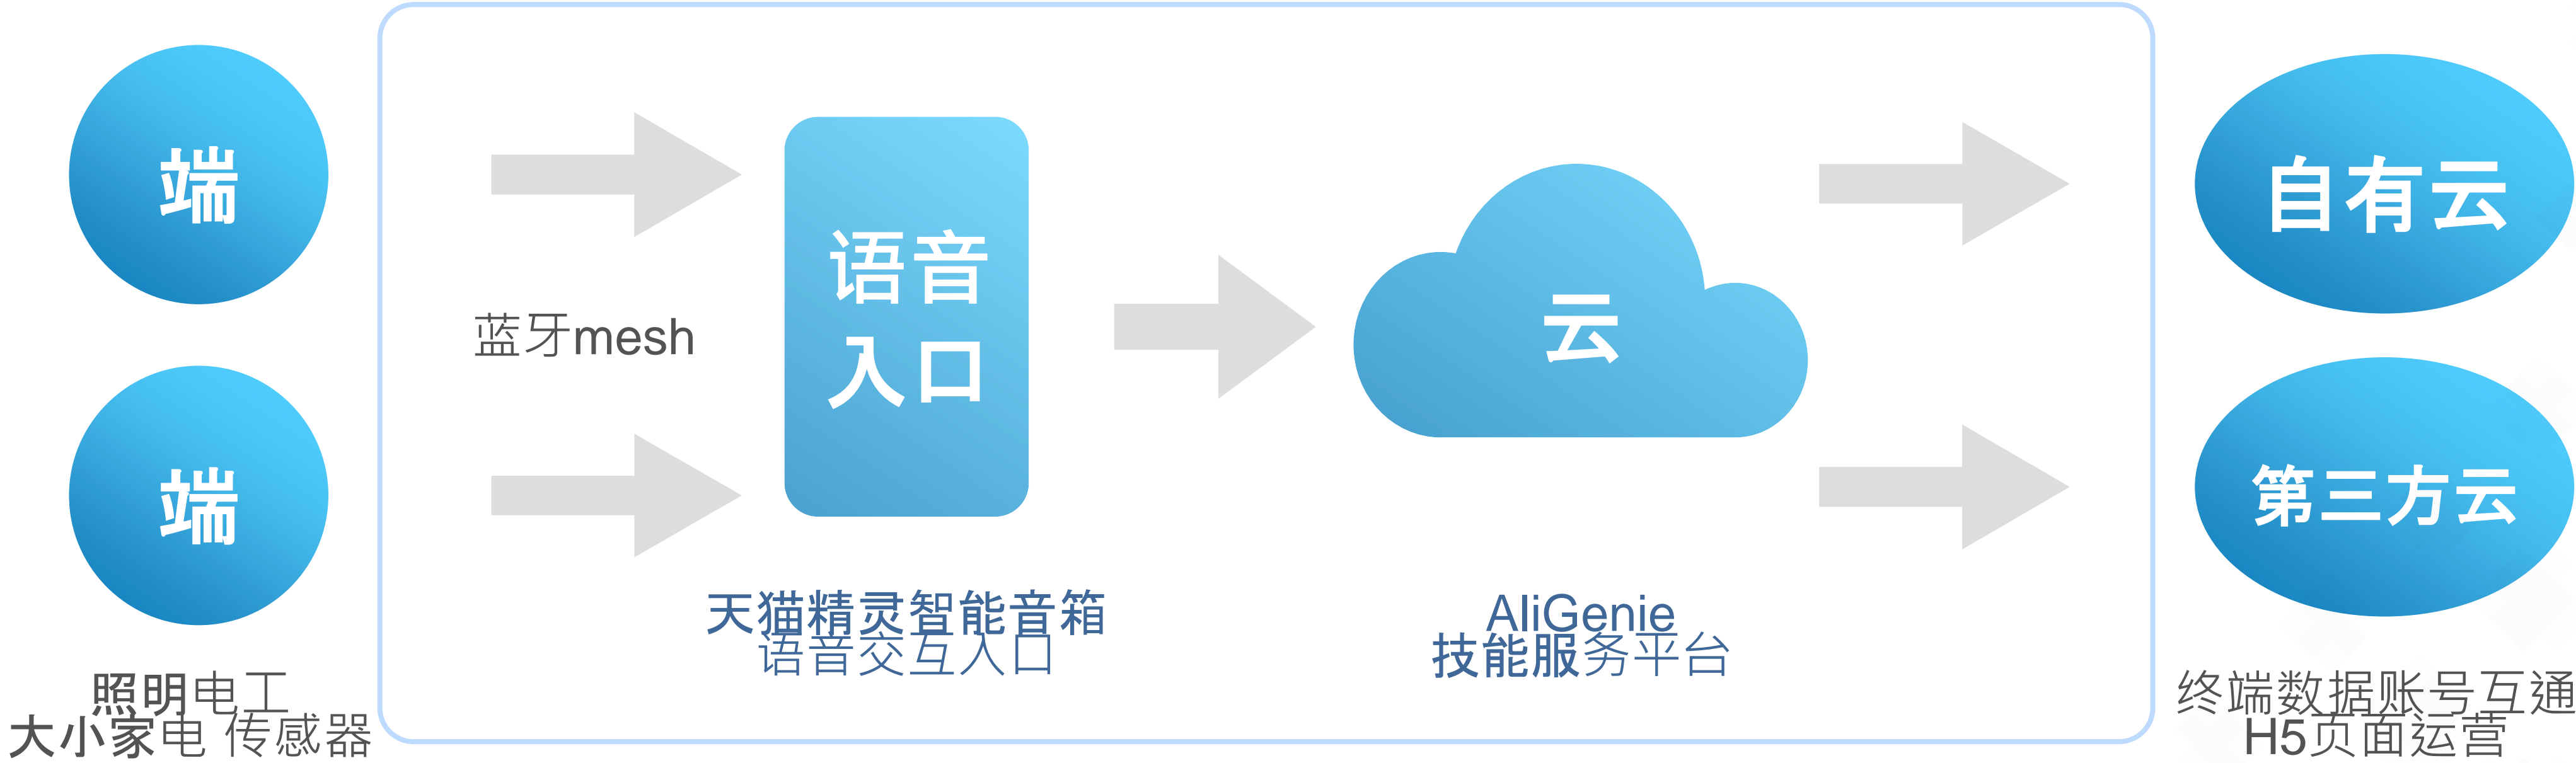 端
端
照明电工
大小家电 传感器
蓝牙mesh
语音
入口
天猫精灵智能音箱
语音交互入口
云
AliGenie
技能服务平台
自有云
第三方云
终端数据账号互通
H5页面运营